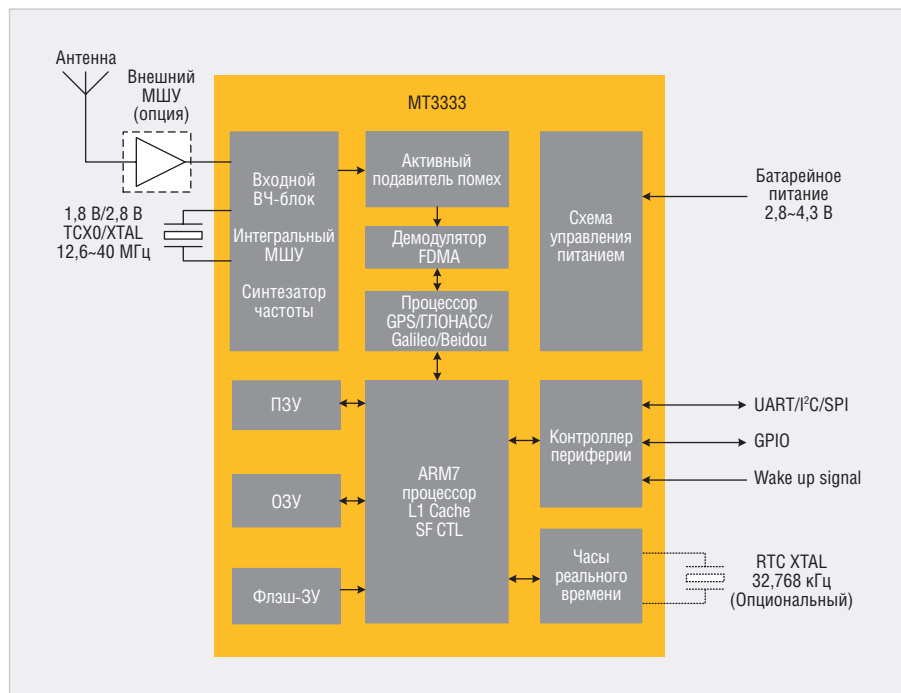 Антенна
Внешний
МШУ
(опция)
1,8 В/2,8 В
TCX0/XTAL
12,6~40 МГц
MT3333
Входной
ВЧ-блок
Интегральный
МШУ
Синтезатор
частоты
Активный
подавитель помех
Демодулятор
FDMA
Процессор
GPS/ГЛОНАСС/
Galileo/Beidou
Схема
управления
питанием
Батарейное
питание
2,8~4,3 В
ПЗУ
ОЗУ
Флэш-ЗУ
ARM7
процессор
L1 Cache
SF CTL
Контроллер
периферии
UART/I²C/SPI
GPIO
Wake up signal
Часы
реального
времени
RTC XTAL
32,768 кГц
(Опциональный)